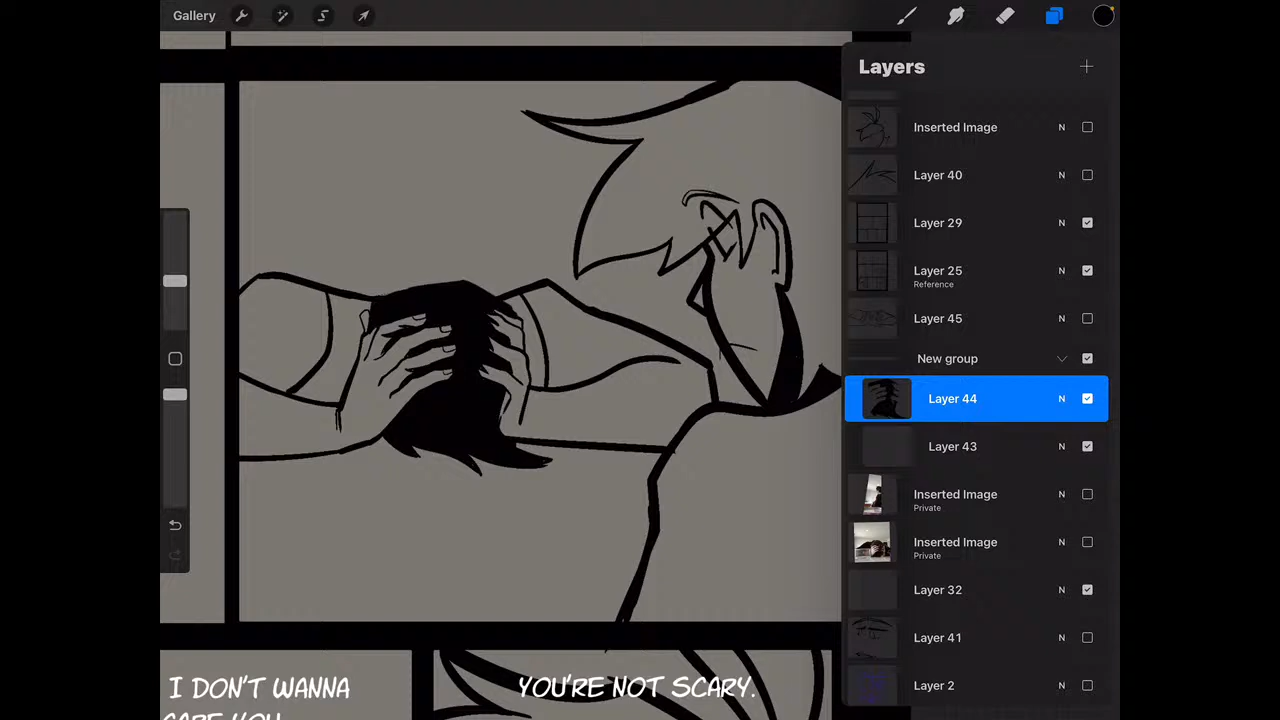 Gallery
Layers
Inserted Image N
Layer 40 N
Layer 29 N
Layer 25 N
Reference
Layer 45 N
New group
Layer 44 N
Layer 43 N
Inserted Image N
Private
Inserted Image N
Private
Layer 32 N
Layer 41 N
Layer 2 N
I DON'T WANNA
YOU'RE NOT SCARY.